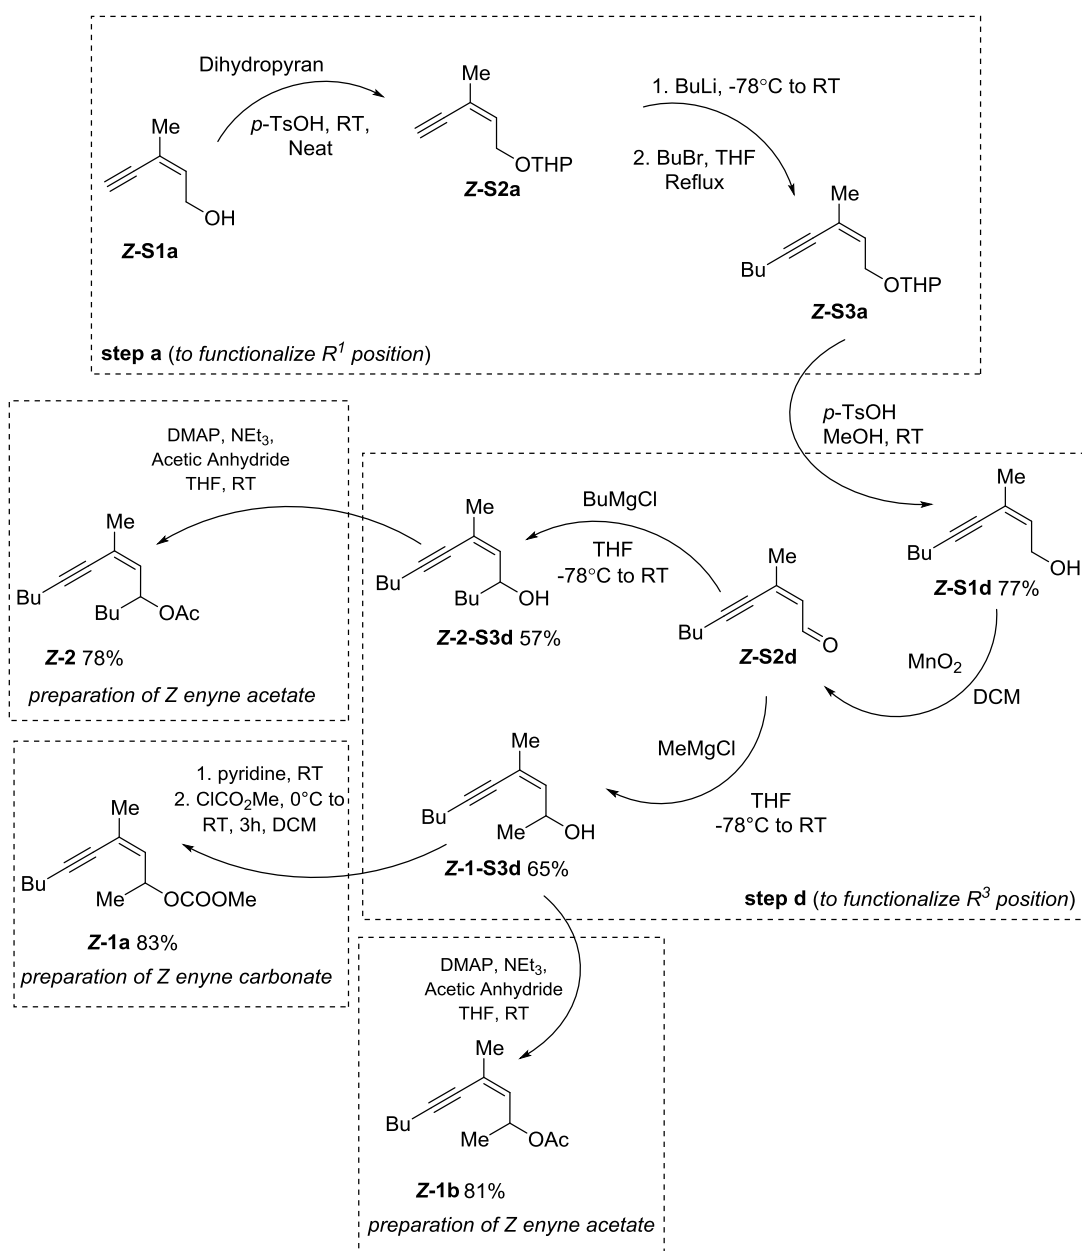 Dihydropyran
p-TsOH, RT,
Neat
Me
OH
Z-S1a
Me
OTHP
Z-S2a
1. BuLi, -78°C to RT
2. BuBr, THF
Reflux
Me
Bu
OTHP
Z-S3a
step a (to functionalize R¹ position)
p-TsOH
MeOH, RT
DMAP, NEt₃,
Acetic Anhydride
THF, RT
Me
Bu
Bu
OAc
Z-2 78%
preparation of Z enyne acetate
BuMgCl
THF
-78°C to RT
Me
Bu
Bu
OH
Z-2-S3d 57%
Me
Bu
O
Z-S2d
Me
Bu
OH
Z-S1d 77%
MnO₂
DCM
MeMgCl
THF
-78°C to RT
Me
Bu
Me
OH
Z-1-S3d 65%
step d (to functionalize R³ position)
1. pyridine, RT
2. ClCO₂Me, 0°C to
RT, 3h, DCM
Me
Bu
Me
OCOOMe
Z-1a 83%
preparation of Z enyne carbonate
DMAP, NEt₃,
Acetic Anhydride
THF, RT
Me
Bu
Me
OAc
Z-1b 81%
preparation of Z enyne acetate